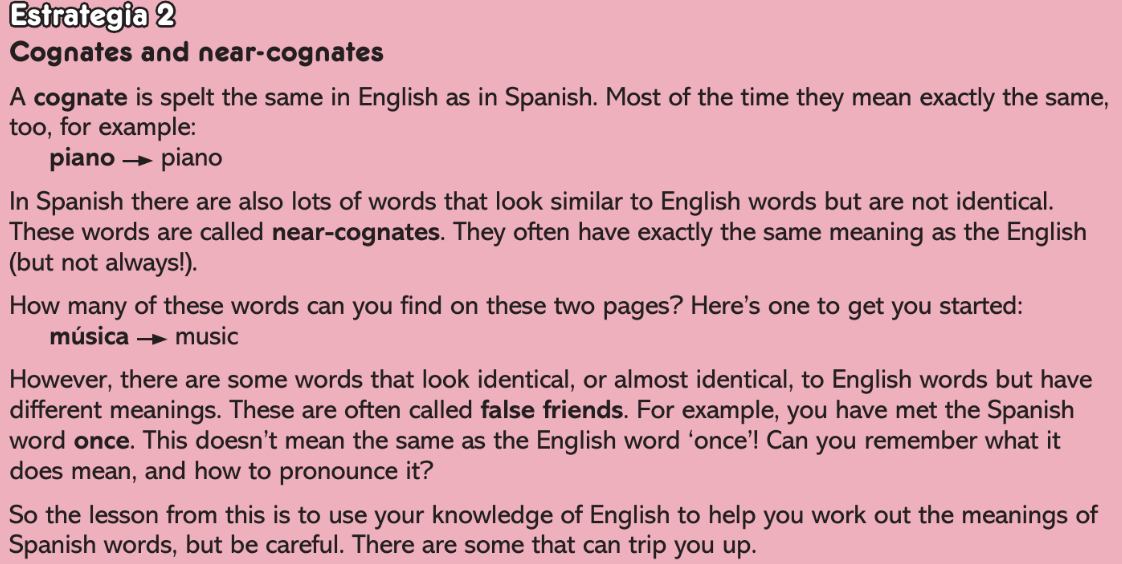 Estrategia 2
Cognates and near-cognates
A cognate is spelt the same in English as in Spanish. Most of the time they mean exactly the same,
too, for example:
piano → piano
In Spanish there are also lots of words that look similar to English words but are not identical.
These words are called near-cognates. They often have exactly the same meaning as the English
(but not always!).
How many of these words can you find on these two pages? Here's one to get you started:
música → music
However, there are some words that look identical, or almost identical, to English words but have
different meanings. These are often called false friends. For example, you have met the Spanish
word once. This doesn't mean the same as the English word 'once'! Can you remember what it
does mean, and how to pronounce it?
So the lesson from this is to use your knowledge of English to help you work out the meanings of
Spanish words, but be careful. There are some that can trip you up.